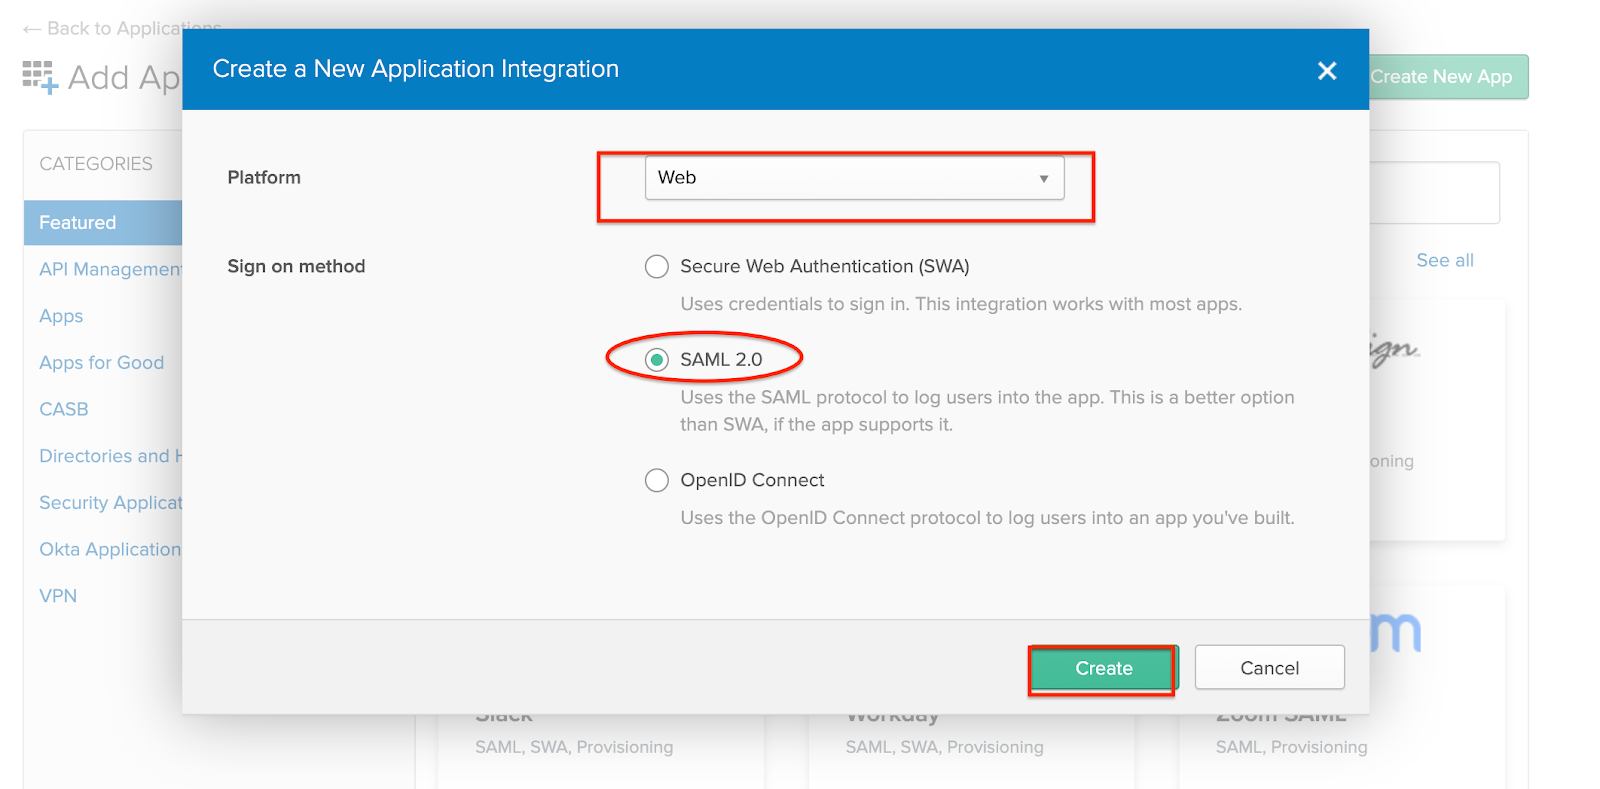 ← Back to Applications
Add Ap
Create New App
Create a New Application Integration
CATEGORIES
Featured
API Management
Apps
Apps for Good
CASB
Directories and H
Security Applicat
Okta Application
VPN
Platform
Web
Sign on method
Secure Web Authentication (SWA)
Uses credentials to sign in. This integration works with most apps.
SAML 2.0
Uses the SAML protocol to log users into the app. This is a better option
than SWA, if the app supports it.
OpenID Connect
Uses the OpenID Connect protocol to log users into an app you've built.
Create
Cancel
See all
ign
oning
m
Slack
SAML, SWA, Provisioning
Workday
SAML, SWA, Provisioning
Zoom SAML
SAML, Provisioning